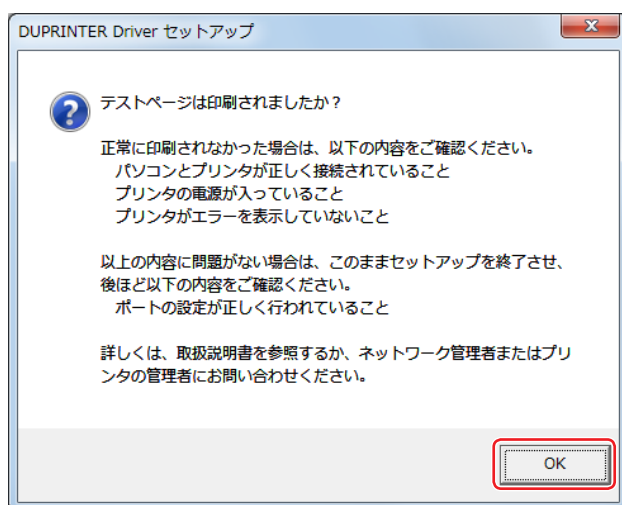 DUPRINTER Driver セットアップ
テストページは印刷されましたか？
正常に印刷されなかった場合は、以下の内容をご確認ください。
パソコンとプリンタが正しく接続されていること
プリンタの電源が入っていること
プリンタがエラーを表示していないこと
以上の内容に問題がない場合は、このままセットアップを終了させ、
後ほど以下の内容をご確認ください。
ポートの設定が正しく行われていること
詳しくは、取扱説明書を参照するか、ネットワーク管理者またはプリ
ンタの管理者にお問い合わせください。
OK